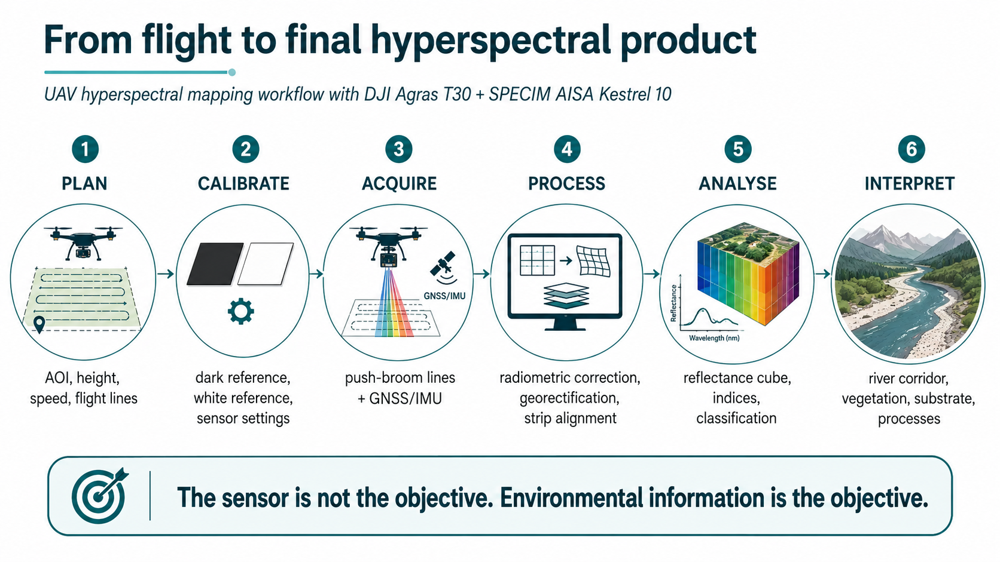 From flight to final hyperspectral product
UAV hyperspectral mapping workflow with DJI Agras T30 + SPECIM AISA Kestrel 10
1
PLAN
AOI, height,
speed, flight lines
2
CALIBRATE
dark reference,
white reference,
sensor settings
3
ACQUIRE
GNSS/IMU
push-broom lines
+ GNSS/IMU
4
PROCESS
radiometric correction,
georectification,
strip alignment
5
ANALYSE
Reflectance
Wavelength (nm)
reflectance cube,
indices,
classification
6
INTERPRET
river corridor,
vegetation, substrate,
processes
The sensor is not the objective. Environmental information is the objective.